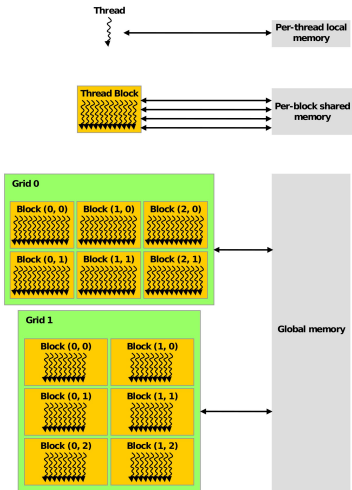 Thread
Per-thread local
memory
Thread Block
Per-block shared
memory
Grid 0
Block (0, 0) Block (1, 0) Block (2, 0)
Block (0, 1) Block (1, 1) Block (2, 1)
Grid 1
Global memory
Block (0, 0) Block (1, 0)
Block (0, 1) Block (1, 1)
Block (0, 2) Block (1, 2)